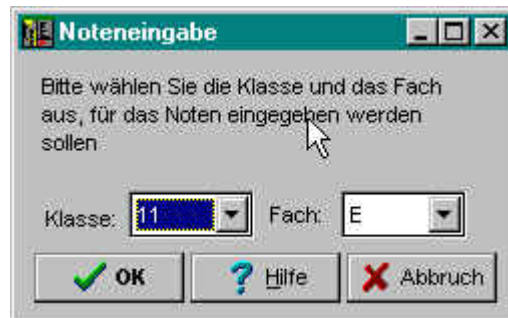 Noteneingabe
Bitte wählen Sie die Klasse und das Fach
aus, für das Noten eingegeben werden
sollen
Klasse: 11 Fach: E
OK Hilfe Abbruch